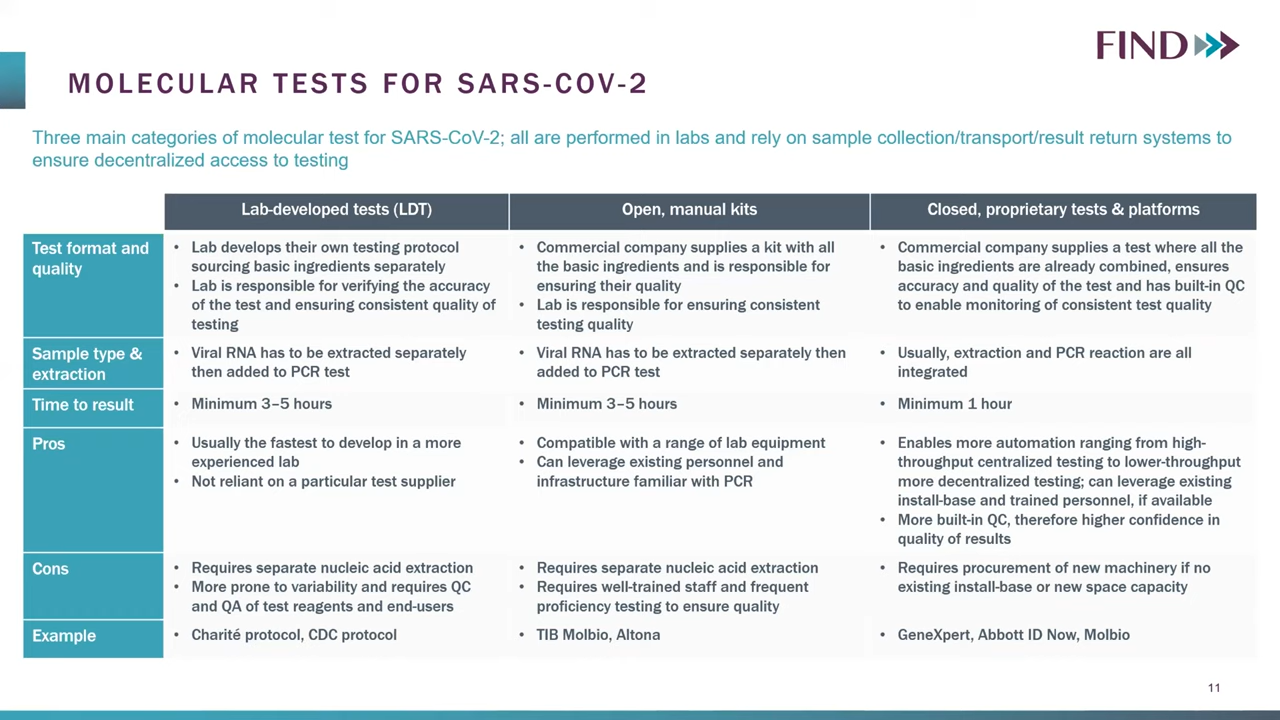 FIND
MOLECULAR TESTS FOR SARS-COV-2
Three main categories of molecular test for SARS-CoV-2; all are performed in labs and rely on sample collection/transport/result return systems to
ensure decentralized access to testing
Lab-developed tests (LDT)
Open, manual kits
Closed, proprietary tests & platforms
Test format and
quality
• Lab develops their own testing protocol
sourcing basic ingredients separately
• Lab is responsible for verifying the accuracy
of the test and ensuring consistent quality of
testing
• Commercial company supplies a kit with all
the basic ingredients and is responsible for
ensuring their quality
• Lab is responsible for ensuring consistent
testing quality
• Commercial company supplies a test where all the
basic ingredients are already combined, ensures
accuracy and quality of the test and has built-in QC
to enable monitoring of consistent test quality
Sample type &
extraction
• Viral RNA has to be extracted separately
then added to PCR test
• Viral RNA has to be extracted separately then
added to PCR test
• Usually, extraction and PCR reaction are all
integrated
Time to result
• Minimum 3–5 hours
• Minimum 3–5 hours
• Minimum 1 hour
Pros
• Usually the fastest to develop in a more
experienced lab
• Not reliant on a particular test supplier
• Compatible with a range of lab equipment
• Can leverage existing personnel and
infrastructure familiar with PCR
• Enables more automation ranging from high-
throughput centralized testing to lower-throughput
more decentralized testing; can leverage existing
install-base and trained personnel, if available
• More built-in QC, therefore higher confidence in
quality of results
Cons
• Requires separate nucleic acid extraction
• More prone to variability and requires QC
and QA of test reagents and end-users
• Requires separate nucleic acid extraction
• Requires well-trained staff and frequent
proficiency testing to ensure quality
• Requires procurement of new machinery if no
existing install-base or new space capacity
Example
• Charité protocol, CDC protocol
• TIB Molbio, Altona
• GeneXpert, Abbott ID Now, Molbio
11